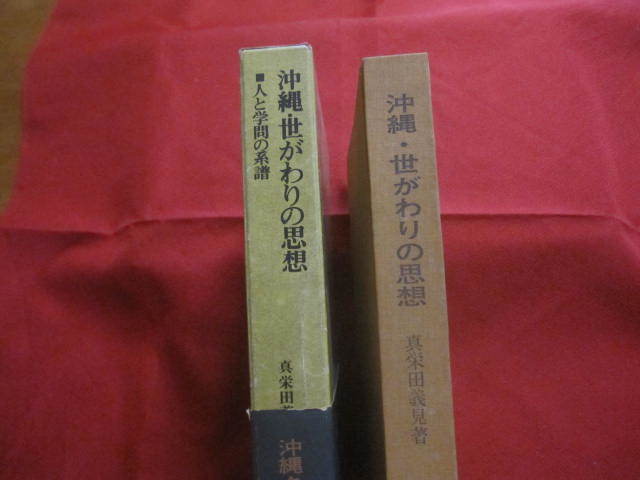 沖縄・世がわりの思想
■人と学問の系譜
真栄田義
沖縄
沖縄・世がわりの思想
真栄田義見著